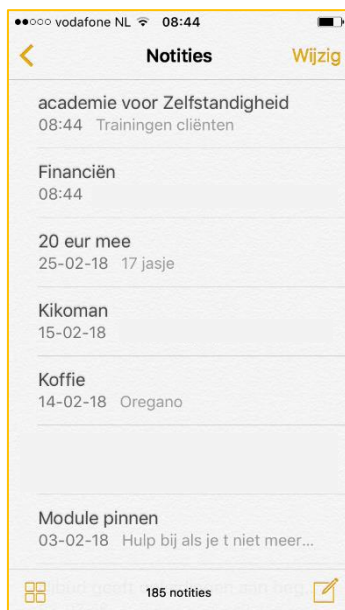 vodafone NL 08:44
Notities Wijzig
academie voor Zelfstandigheid
08:44 Trainingen cliënten
Financiën
08:44
20 eur mee
25-02-18 17 jasje
Kikoman
15-02-18
Koffie
14-02-18 Oregano
Module pinnen
03-02-18 Hulp bij als je t niet meer...
185 notities